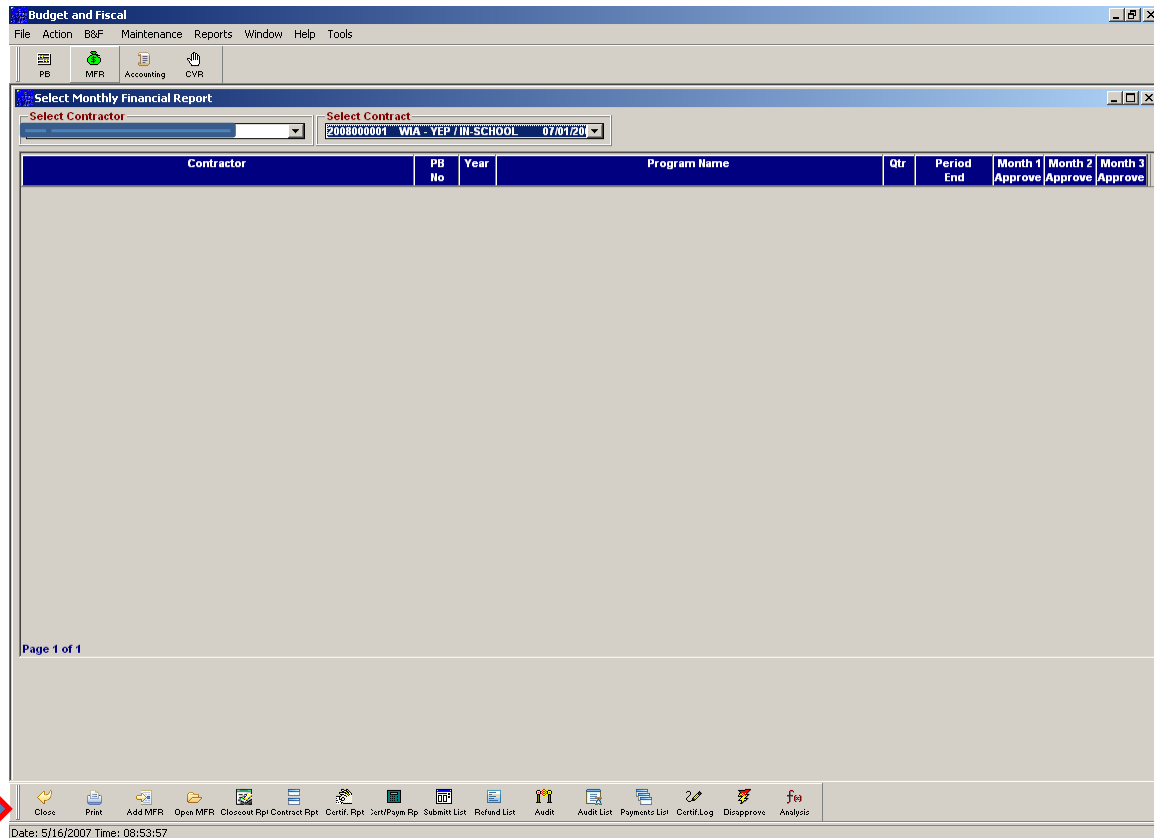 Budget and Fiscal
File Action B&F Maintenance Reports Window Help Tools
PB MFR Accounting CVR
Select Monthly Financial Report
Select Contractor Select Contract
2008000001 WIA - YEP / IN-SCHOOL 07/01/20
Contractor PB No Year Program Name Qtr Period End Month 1 Approve Month 2 Approve Month 3 Approve
Page 1 of 1
Close Print Add MFR Open MFR Closeout Rp Contract Rpt Certif. Rpt Cert/Paym Rp Submitt List Refund List Audit Audit List Payments List Certif.Log Disapprove Analysis
Date: 5/16/2007 Time: 08:53:57